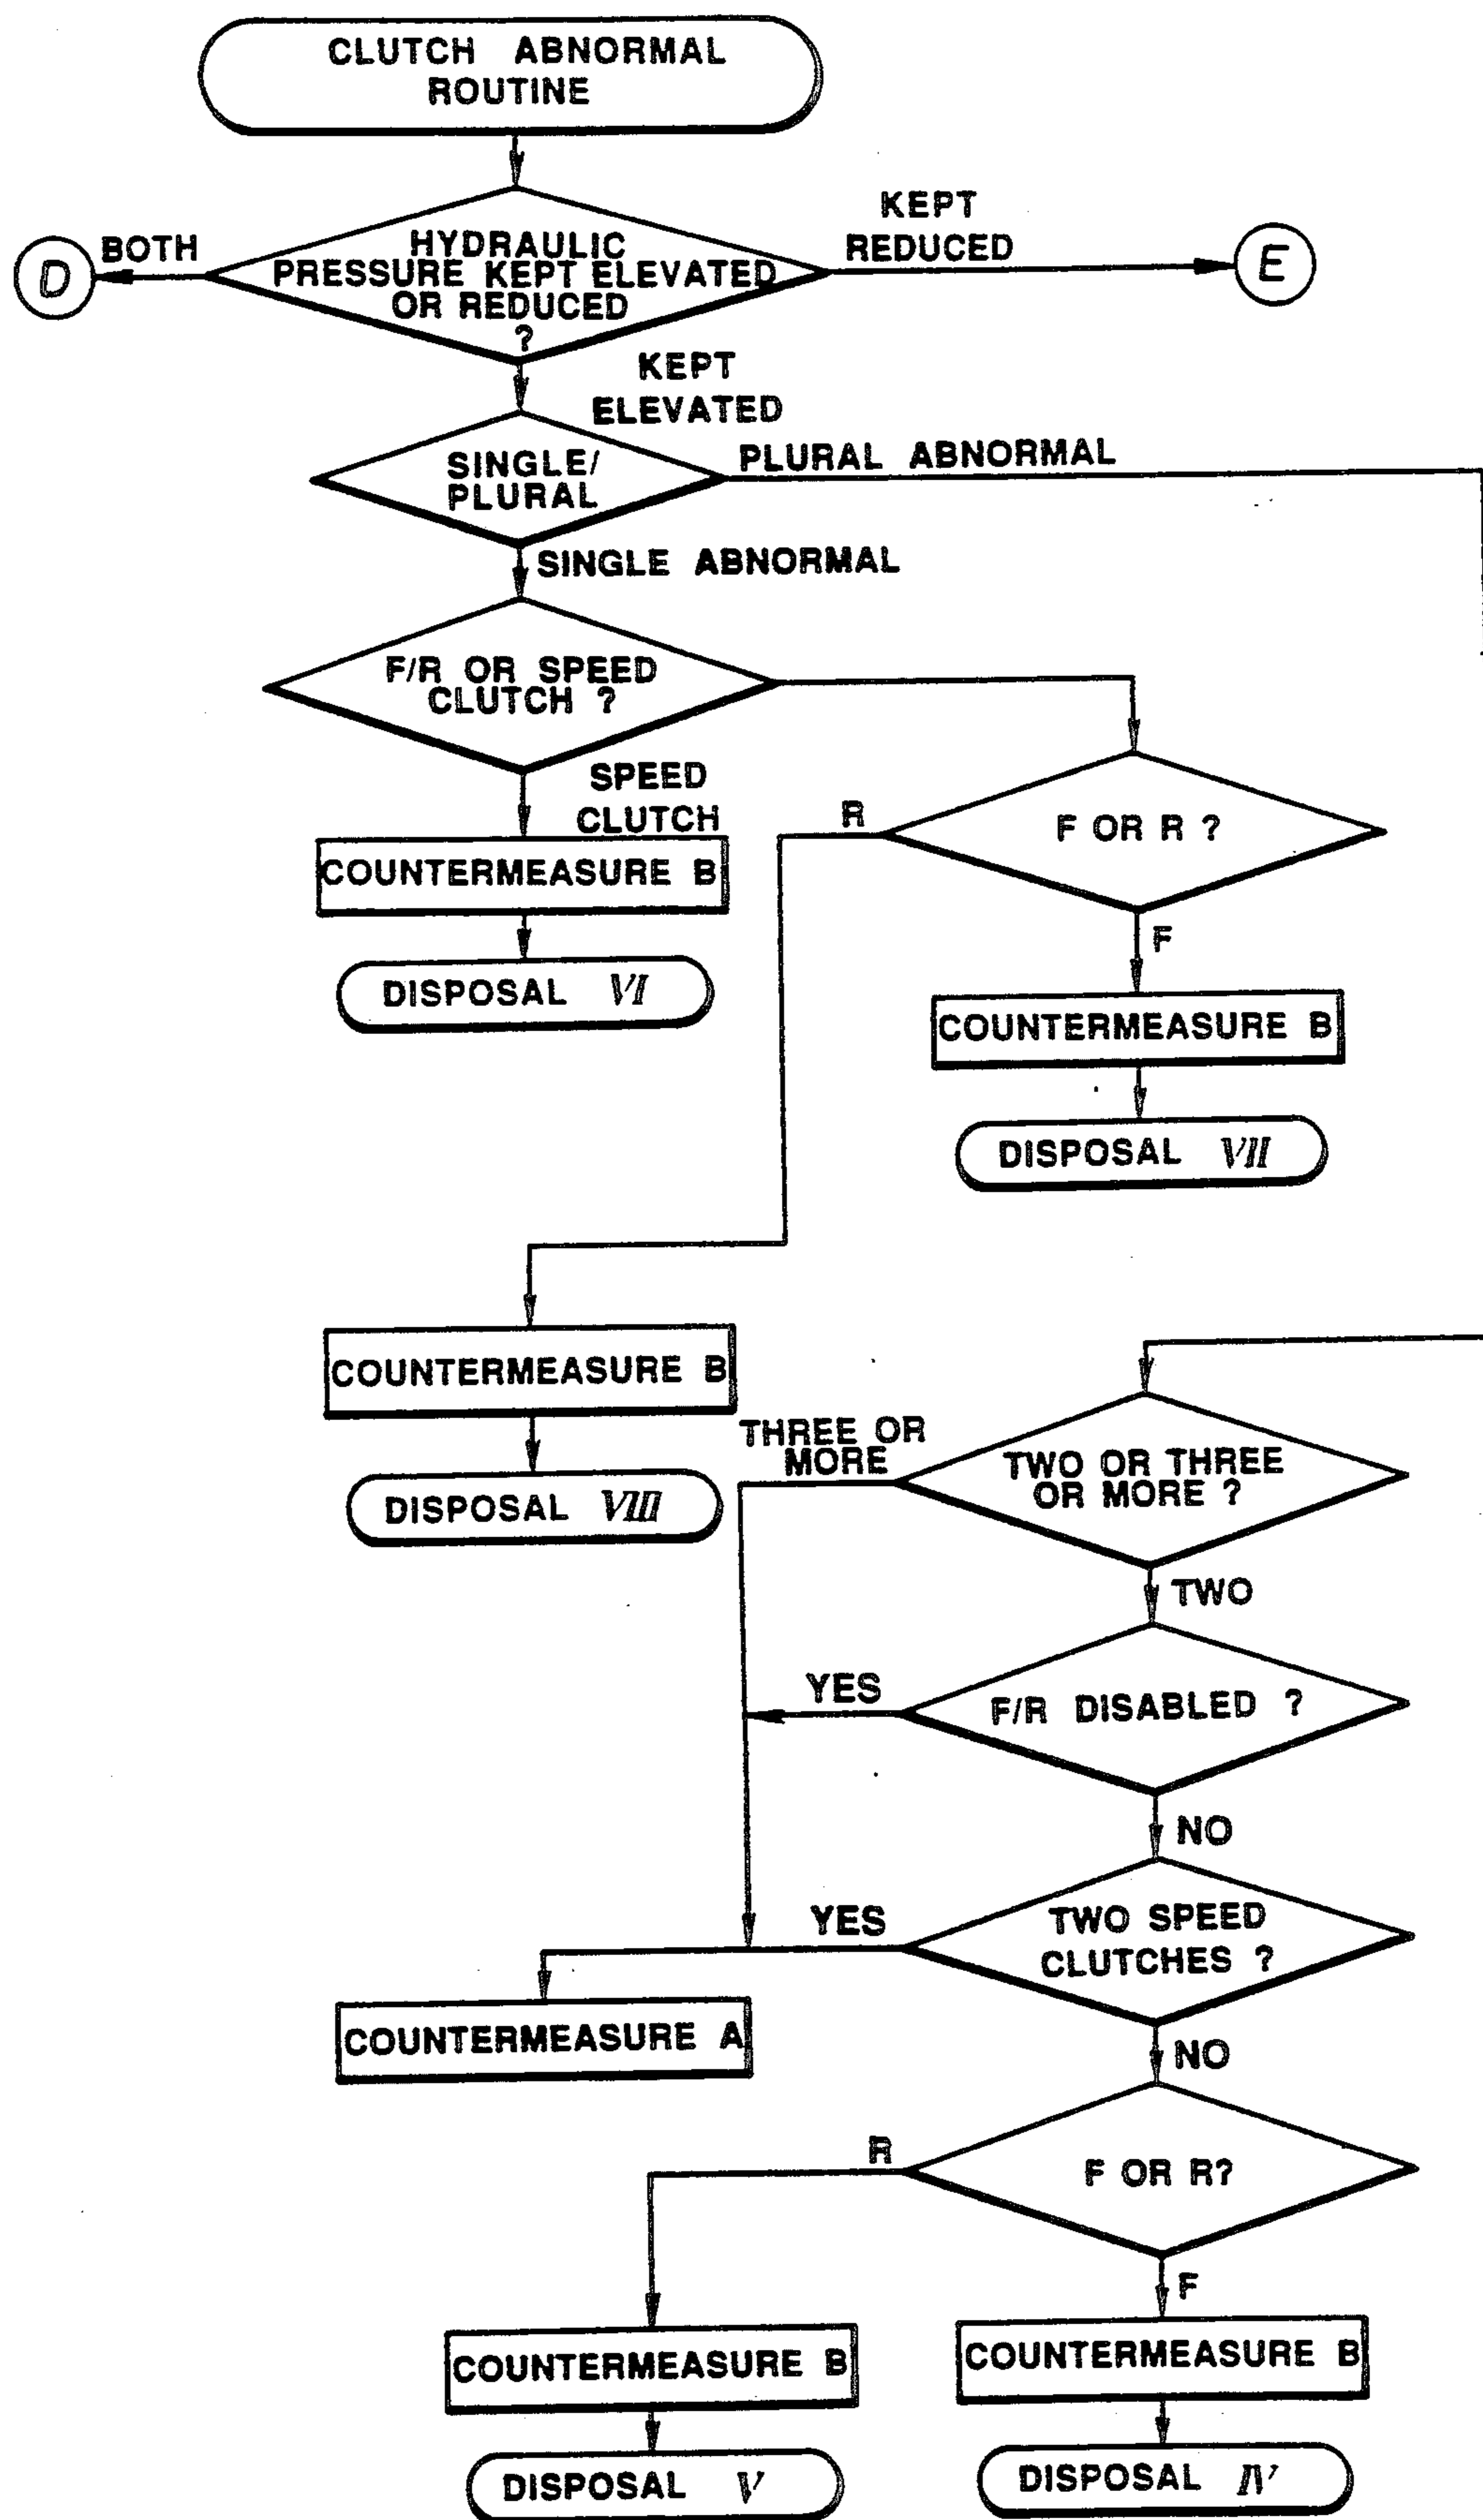 CLUTCH ABNORMAL
ROUTINE
KEPT
REDUCED
BOTH
D
HYDRAULIC
PRESSURE KEPT ELEVATED
OR REDUCED
?
E
KEPT
ELEVATED
SINGLE/
PLURAL
PLURAL ABNORMAL
SINGLE ABNORMAL
F/R OR SPEED
CLUTCH ?
SPEED
CLUTCH
R
F OR R ?
COUNTERMEASURE B
F
DISPOSAL VI
COUNTERMEASURE B
DISPOSAL VII
COUNTERMEASURE B
DISPOSAL VIII
THREE OR
MORE
TWO OR THREE
OR MORE ?
TWO
YES
F/R DISABLED ?
NO
YES
TWO SPEED
CLUTCHES ?
COUNTERMEASURE A
NO
R
F OR R?
F
COUNTERMEASURE B
COUNTERMEASURE B
DISPOSAL V
DISPOSAL IV